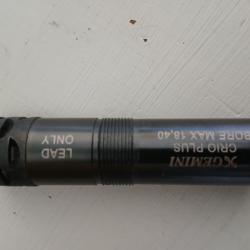 LEAD
ONLY
GEMINI
CRIO PLUS
BORE MAX 18,40